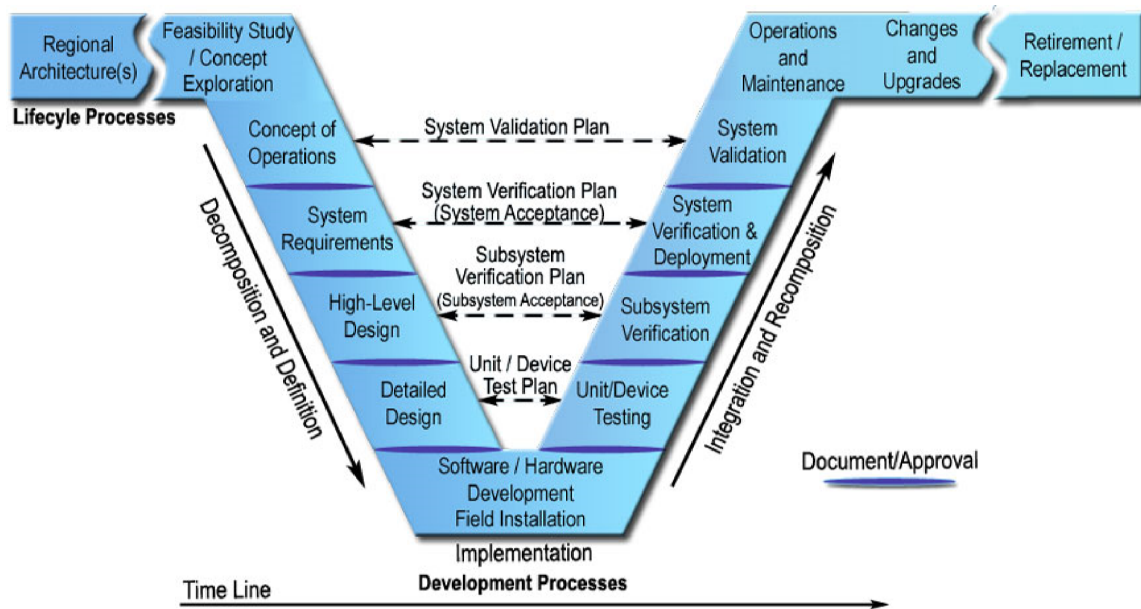 Regional
Architecture(s)
Feasibility Study
/ Concept
Exploration
Operations
and
Maintenance
Changes
and
Upgrades
Retirement /
Replacement
Lifecyle Processes
Concept of
Operations
System Validation Plan
System
Validation
System
Requirements
System Verification Plan
(System Acceptance)
System
Verification &
Deployment
High-Level
Design
Subsystem
Verification Plan
(Subsystem Acceptance)
Subsystem
Verification
Detailed
Design
Unit / Device
Test Plan
Unit/Device
Testing
Decomposition and Definition
Integration and Recomposition
Software / Hardware
Development
Field Installation
Document/Approval
Implementation
Development Processes
Time Line